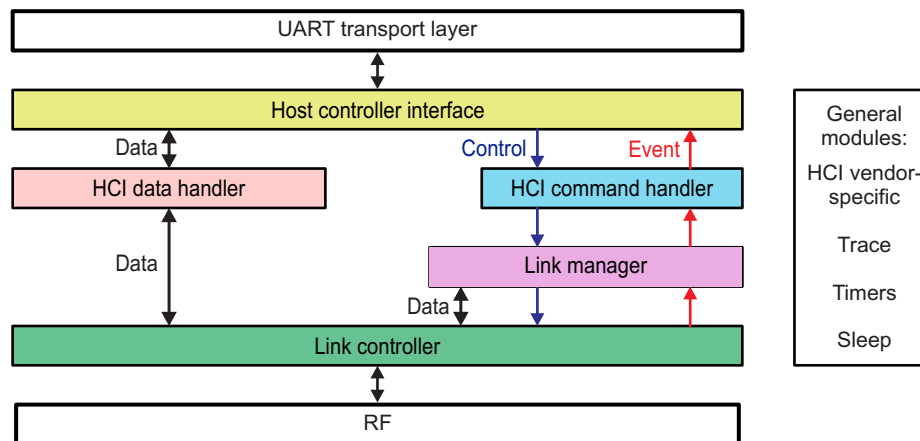 UART transport layer
Host controller interface
Data
Control
Event
HCI data handler
HCI command handler
Data
Link manager
Data
Link controller
RF
General
modules:
HCI vendor-
specific
Trace
Timers
Sleep